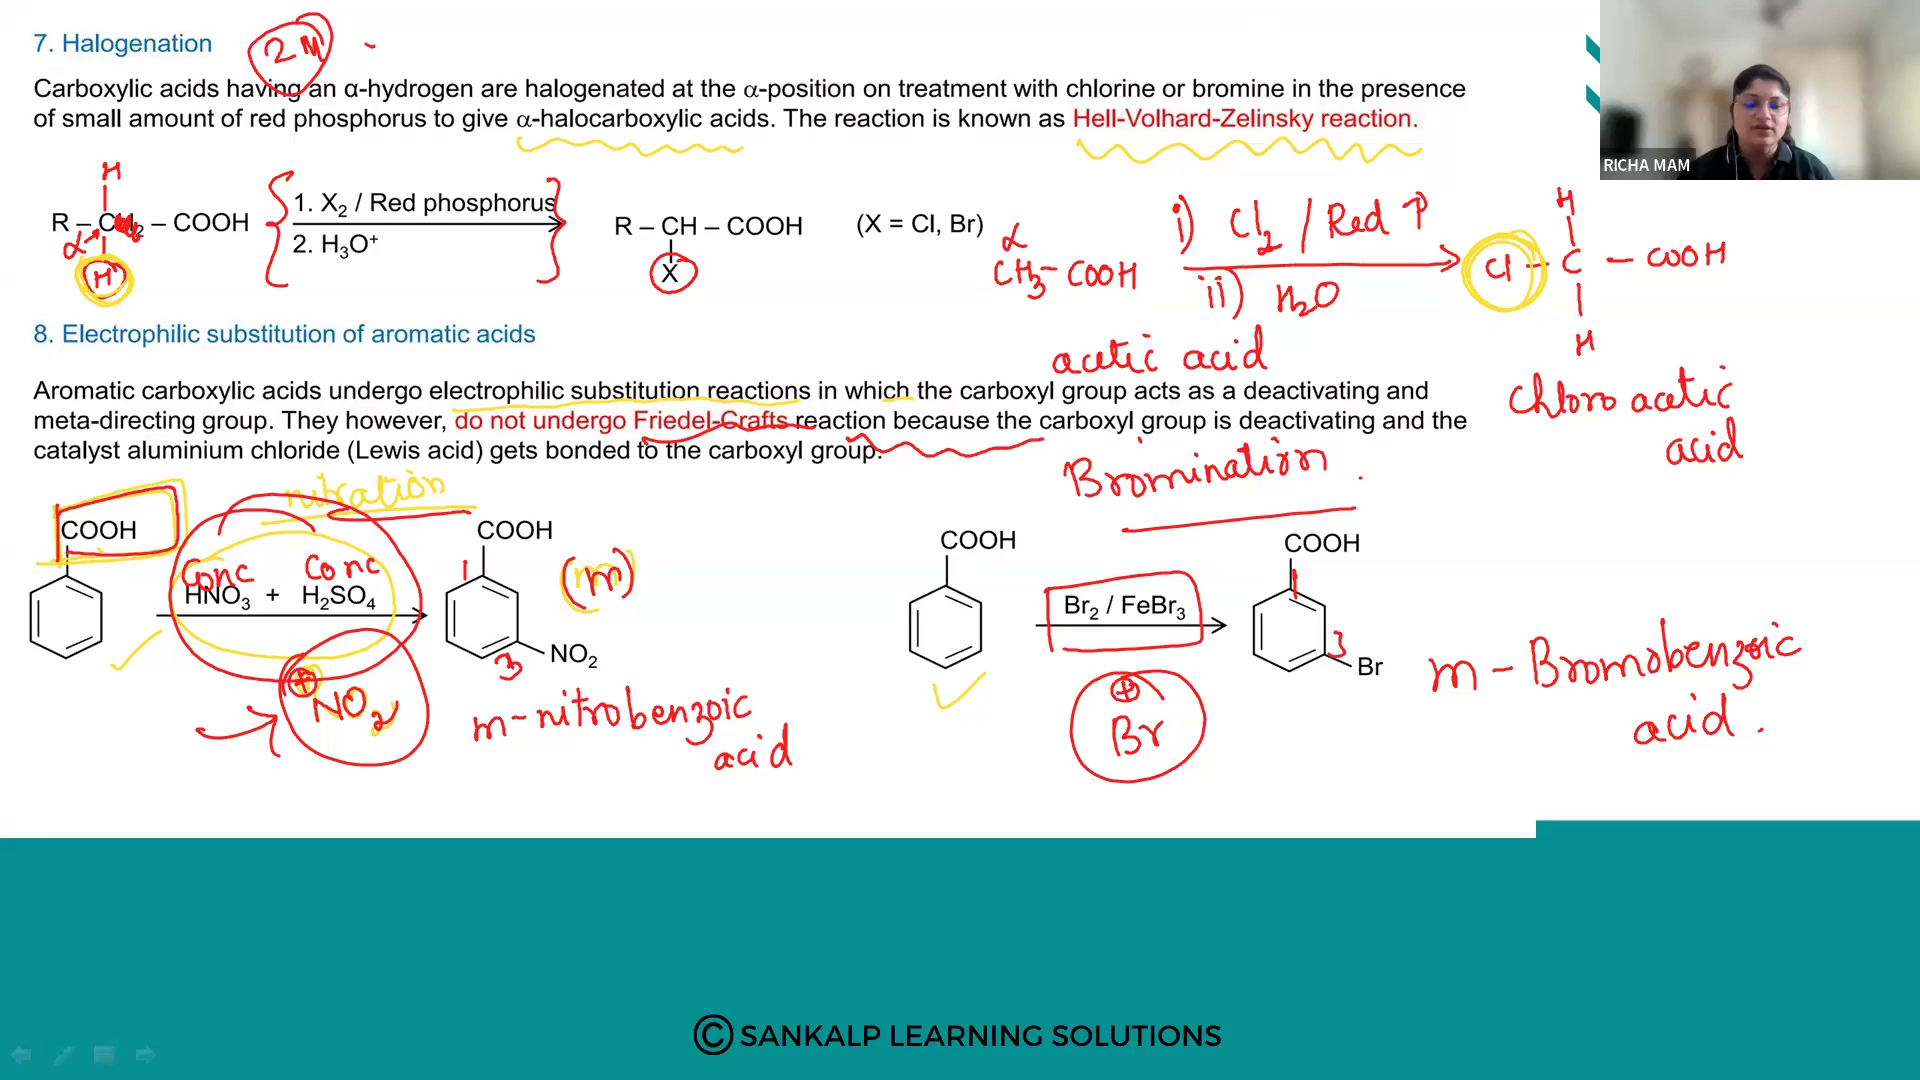 7. Halogenation
2M
Carboxylic acids having an α-hydrogen are halogenated at the α-position on treatment with chlorine or bromine in the presence
of small amount of red phosphorus to give α-halocarboxylic acids. The reaction is known as Hell-Volhard-Zelinsky reaction.
RICHA MAM
H
R – CH₂ – COOH
α
H
1. X₂ / Red phosphorus
2. H₃O⁺
R – CH – COOH
X
(X = Cl, Br)
α
CH₃ – COOH
i) Cl₂ / Red P
ii) H₂O
H
Cl – C – COOH
H
acetic acid
chloro acetic
acid
8. Electrophilic substitution of aromatic acids
Aromatic carboxylic acids undergo electrophilic substitution reactions in which the carboxyl group acts as a deactivating and
meta-directing group. They however, do not undergo Friedel-Crafts reaction because the carboxyl group is deactivating and the
catalyst aluminium chloride (Lewis acid) gets bonded to the carboxyl group.
nitration
COOH
Conc Conc
HNO₃ + H₂SO₄
⊕
NO₂
COOH
1
(m)
3
NO₂
m-nitrobenzoic
acid
Bromination
COOH
Br₂ / FeBr₃
⊕
Br
COOH
1
3
Br
m-Bromobenzoic
acid.
© SANKALP LEARNING SOLUTIONS